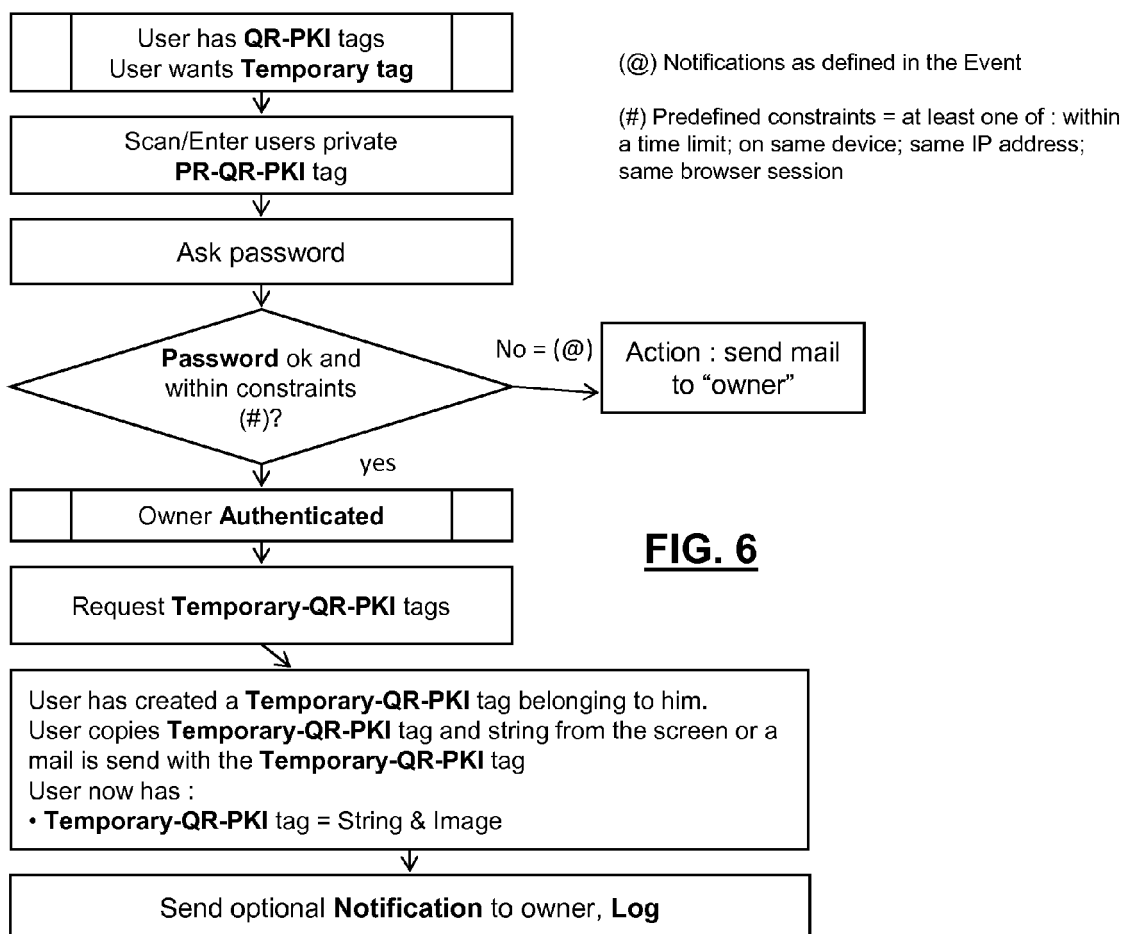 User has QR-PKI tags
User wants Temporary tag
(@) Notifications as defined in the Event
(#) Predefined constraints = at least one of : within
a time limit; on same device; same IP address;
same browser session
Scan/Enter users private
PR-QR-PKI tag
Ask password
Password ok and
within constraints
(#)?
No = (@)
Action : send mail
to “owner”
yes
Owner Authenticated
FIG. 6
Request Temporary-QR-PKI tags
User has created a Temporary-QR-PKI tag belonging to him.
User copies Temporary-QR-PKI tag and string from the screen or a
mail is send with the Temporary-QR-PKI tag
User now has :
• Temporary-QR-PKI tag = String & Image
Send optional Notification to owner, Log